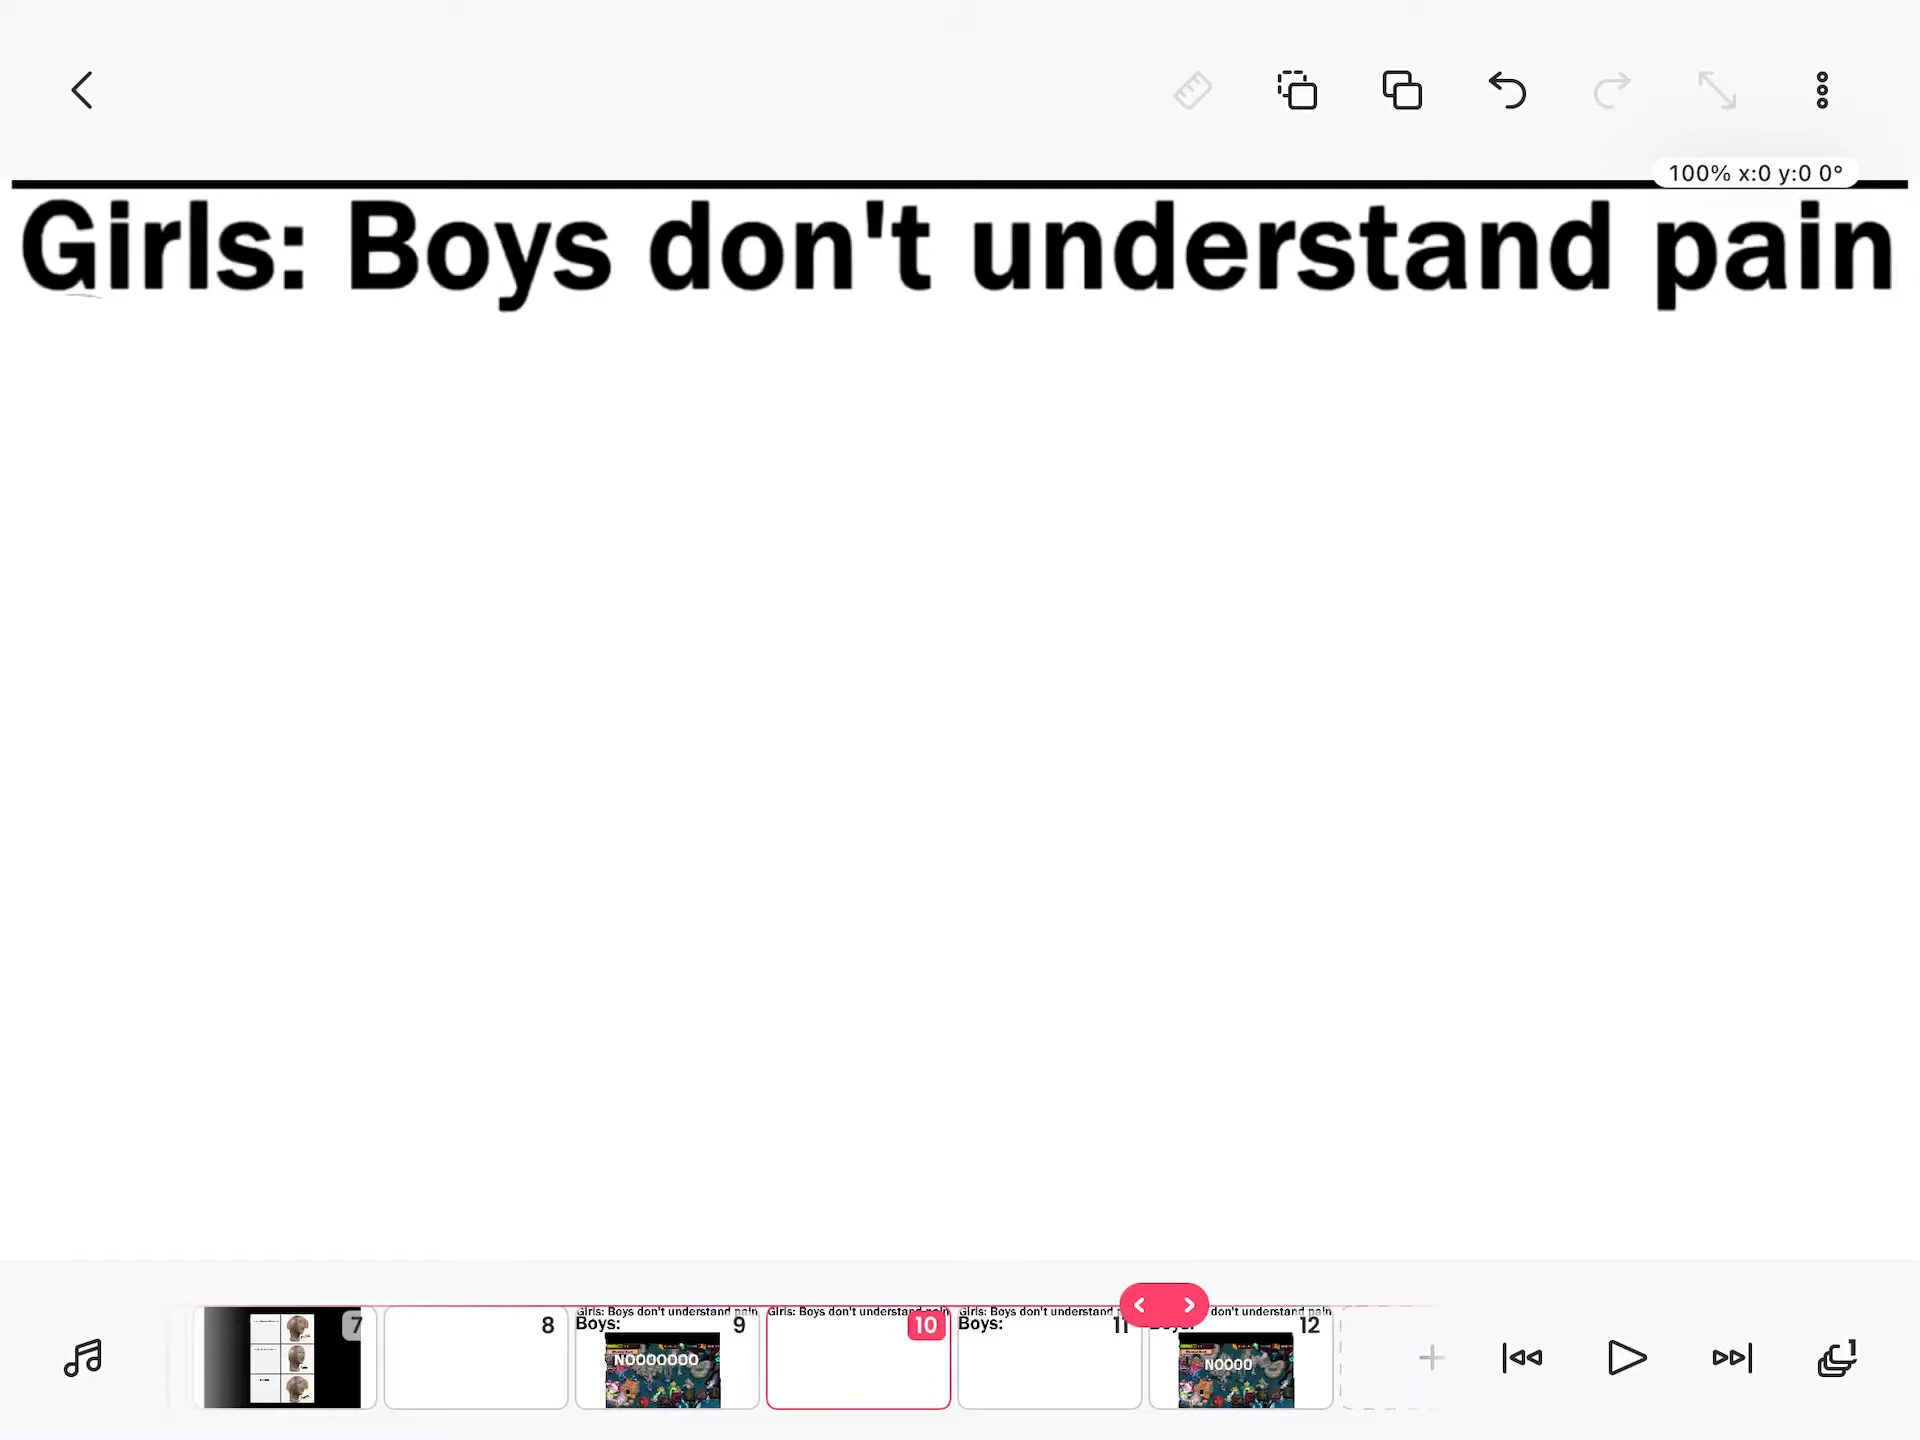 100% x:0 y:0 0°
Girls: Boys don't understand pain
7
8
Girls: Boys don't understand pain
Boys:
9
NOOOOOOO
Girls: Boys don't understand pain
10
Girls: Boys don't understand
Boys:
11
don't understand pain
12
NOOOO